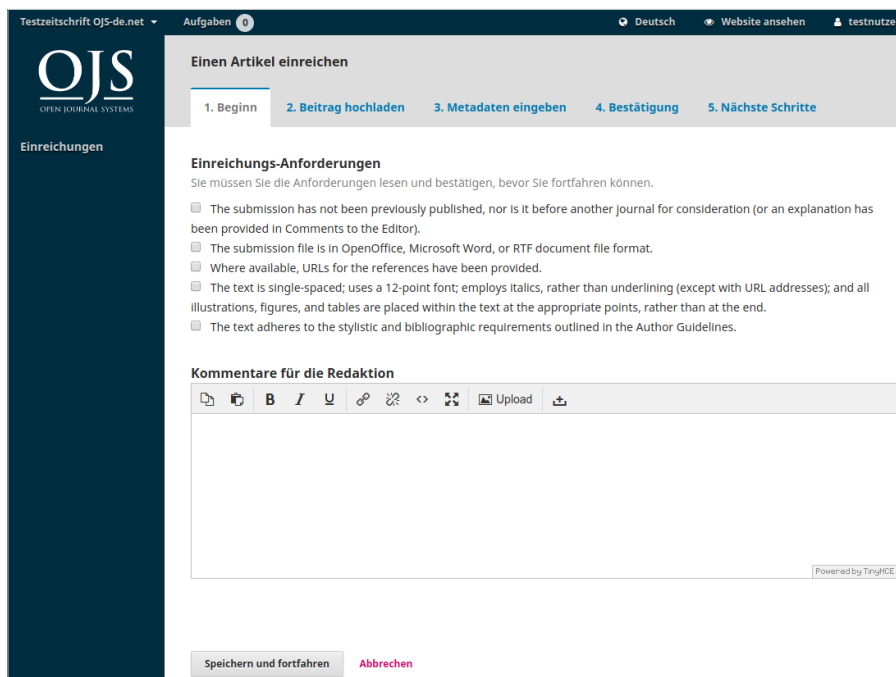 Testzeitschrift OJS-de.net Aufgaben 0 Deutsch Website ansehen testnutze
OJS
OPEN JOURNAL SYSTEMS
Einreichungen
Einen Artikel einreichen
1. Beginn 2. Beitrag hochladen 3. Metadaten eingeben 4. Bestätigung 5. Nächste Schritte
Einreichungs-Anforderungen
Sie müssen Sie die Anforderungen lesen und bestätigen, bevor Sie fortfahren können.
The submission has not been previously published, nor is it before another journal for consideration (or an explanation has
been provided in Comments to the Editor).
The submission file is in OpenOffice, Microsoft Word, or RTF document file format.
Where available, URLs for the references have been provided.
The text is single-spaced; uses a 12-point font; employs italics, rather than underlining (except with URL addresses); and all
illustrations, figures, and tables are placed within the text at the appropriate points, rather than at the end.
The text adheres to the stylistic and bibliographic requirements outlined in the Author Guidelines.
Kommentare für die Redaktion
B I U Upload
Powered by TinyMCE
Speichern und fortfahren Abbrechen